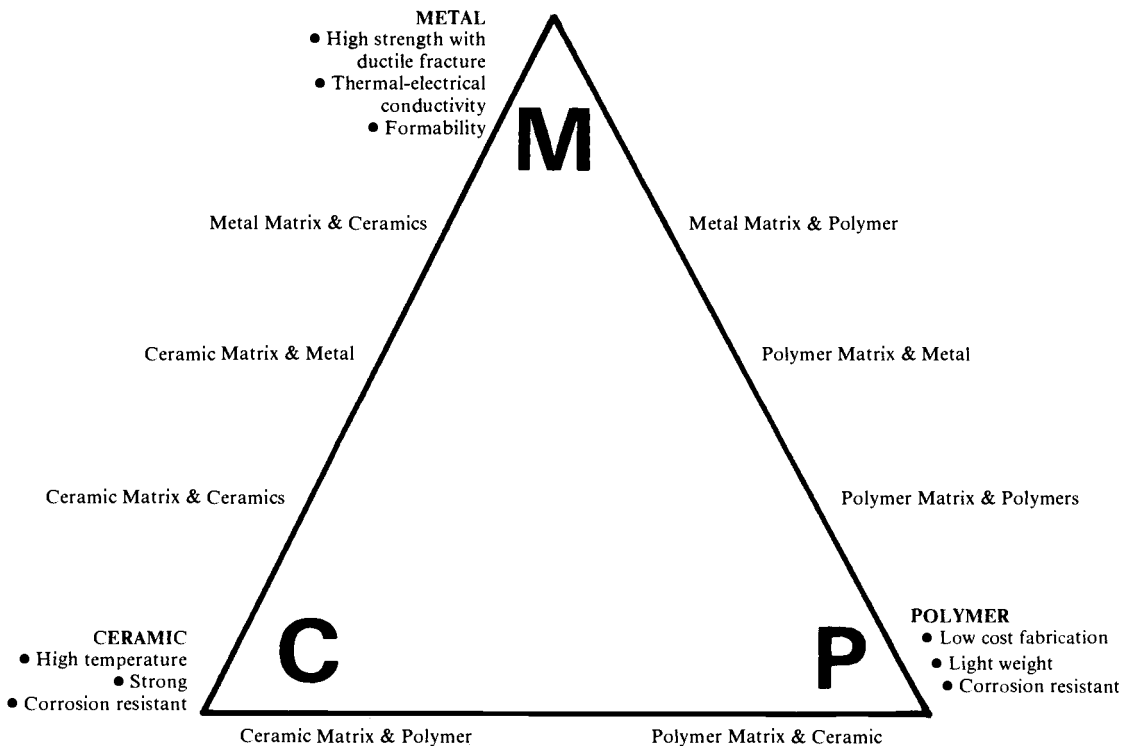 METAL
● High strength with
ductile fracture
● Thermal-electrical
conductivity
● Formability
M
Metal Matrix & Ceramics
Metal Matrix & Polymer
Ceramic Matrix & Metal
Polymer Matrix & Metal
Ceramic Matrix & Ceramics
Polymer Matrix & Polymers
CERAMIC
● High temperature
● Strong
● Corrosion resistant
C
P
POLYMER
● Low cost fabrication
● Light weight
● Corrosion resistant
Ceramic Matrix & Polymer
Polymer Matrix & Ceramic